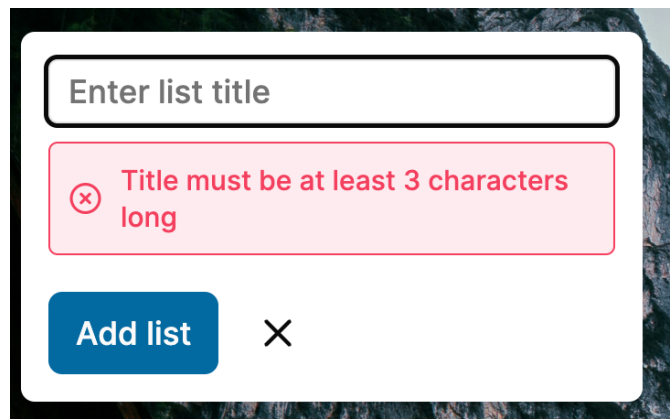 Enter list title
Title must be at least 3 characters
long
Add list